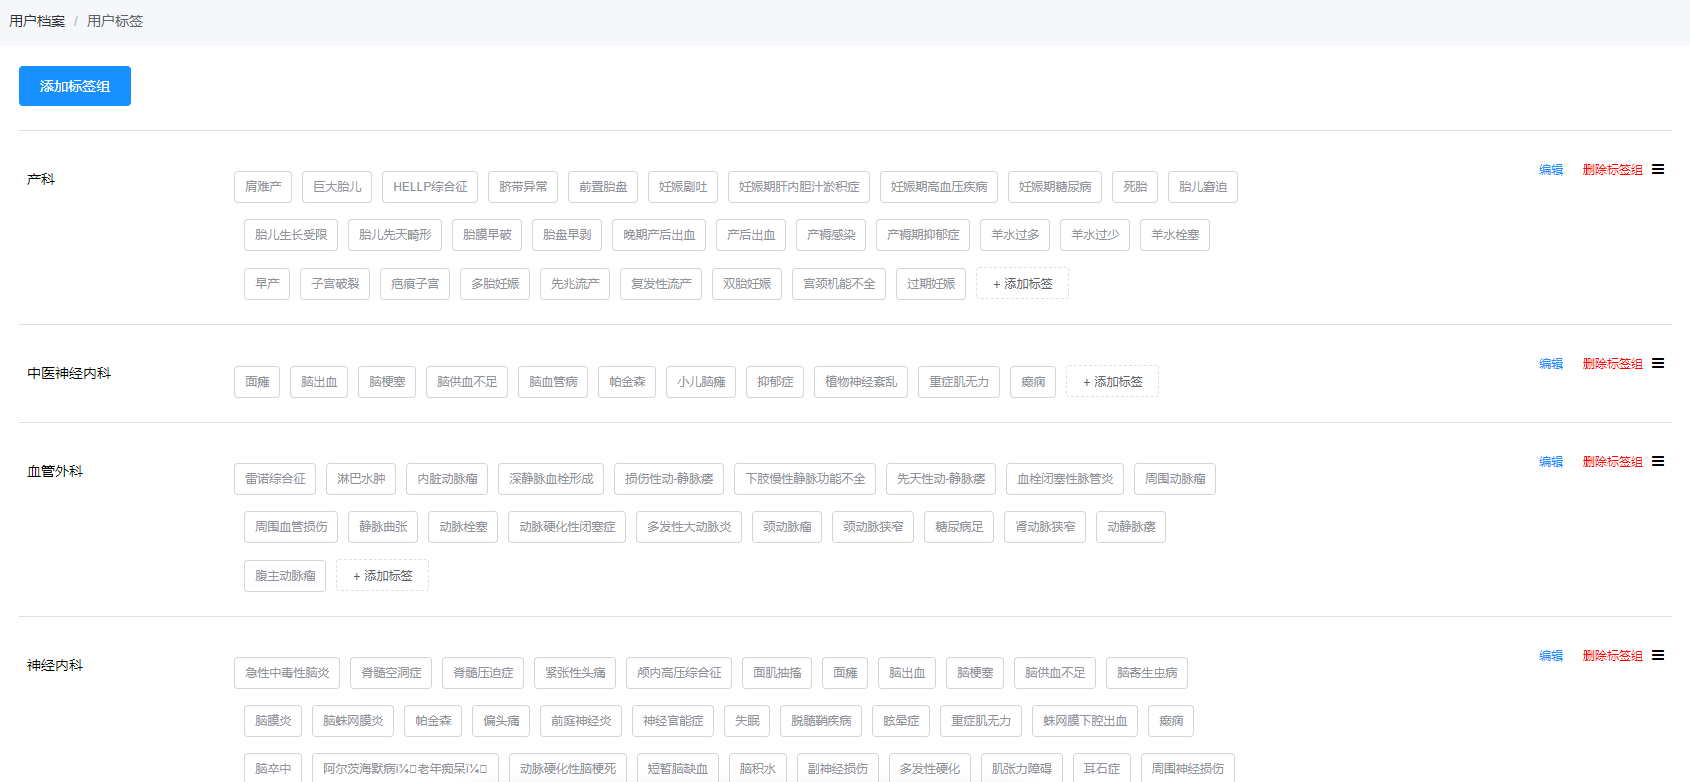 用户档案 / 用户标签
添加标签组
产科 肩难产 巨大胎儿 HELLP综合征 脐带异常 前置胎盘 妊娠剧吐 妊娠期肝内胆汁淤积症 妊娠期高血压疾病 妊娠期糖尿病 死胎 胎儿窘迫 编辑 删除标签组
胎儿生长受限 胎儿先天畸形 胎膜早破 胎盘早剥 晚期产后出血 产后出血 产褥感染 产褥期抑郁症 羊水过多 羊水过少 羊水栓塞
早产 子宫破裂 疤痕子宫 多胎妊娠 先兆流产 复发性流产 双胎妊娠 宫颈机能不全 过期妊娠 + 添加标签
中医神经内科 面瘫 脑出血 脑梗塞 脑供血不足 脑血管病 帕金森 小儿脑瘫 抑郁症 植物神经紊乱 重症肌无力 癫痫 + 添加标签 编辑 删除标签组
血管外科 雷诺综合征 淋巴水肿 内脏动脉瘤 深静脉血栓形成 损伤性动-静脉瘘 下肢慢性静脉功能不全 先天性动-静脉瘘 血栓闭塞性脉管炎 周围动脉瘤 编辑 删除标签组
周围血管损伤 静脉曲张 动脉栓塞 动脉硬化性闭塞症 多发性大动脉炎 颈动脉瘤 颈动脉狭窄 糖尿病足 肾动脉狭窄 动静脉瘘
腹主动脉瘤 + 添加标签
神经内科 急性中毒性脑炎 脊髓空洞症 脊髓压迫症 紧张性头痛 颅内高压综合征 面肌抽搐 面瘫 脑出血 脑梗塞 脑供血不足 脑寄生虫病 编辑 删除标签组
脑膜炎 脑蛛网膜炎 帕金森 偏头痛 前庭神经炎 神经官能症 失眠 脱髓鞘疾病 眩晕症 重症肌无力 蛛网膜下腔出血 癫痫
脑卒中 阿尔茨海默病ï¼老年痴呆ï¼ 动脉硬化性脑梗死 短暂脑缺血 脑积水 副神经损伤 多发性硬化 肌张力障碍 耳石症 周围神经损伤